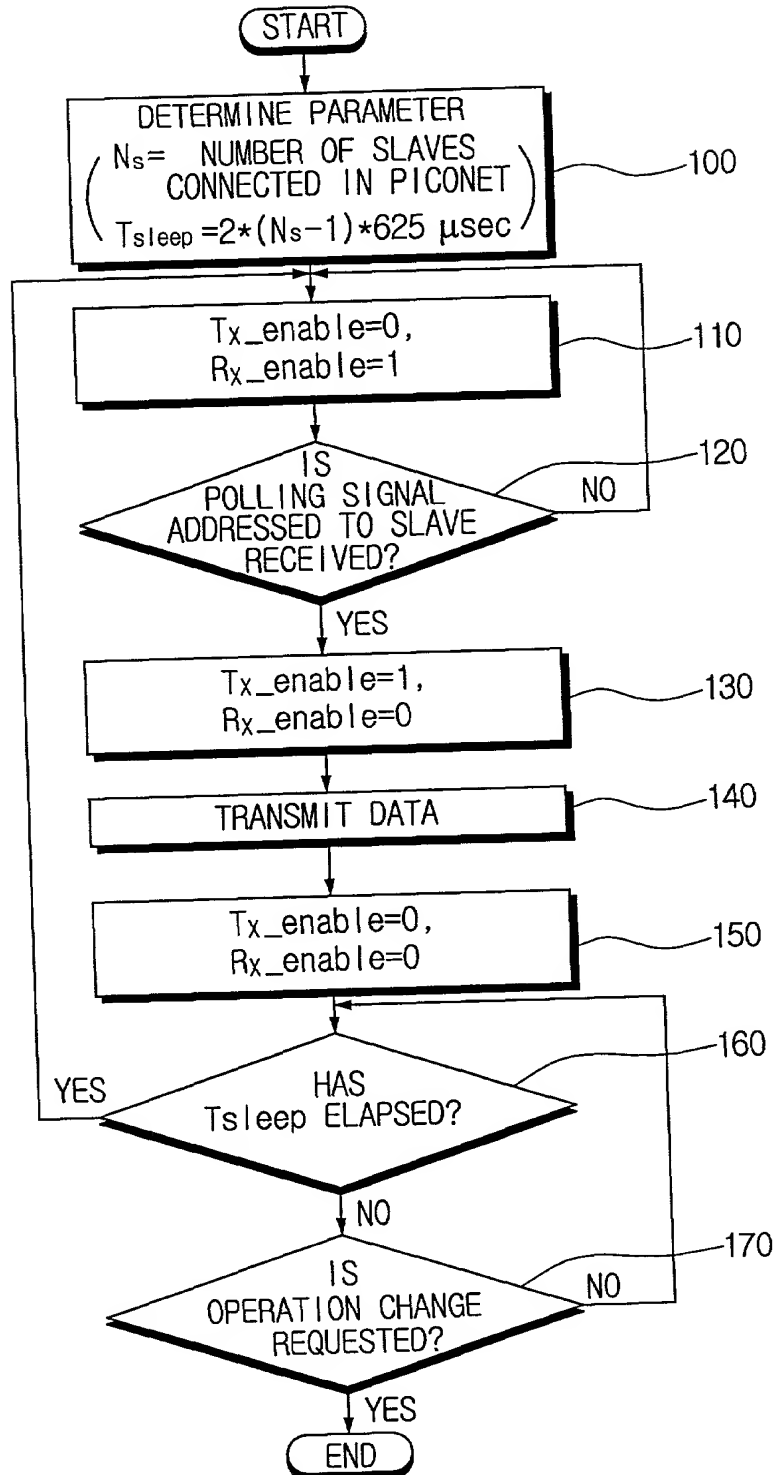 START
DETERMINE PARAMETER
Ns= NUMBER OF SLAVES
CONNECTED IN PICONET
Tsleep=2*(Ns-1)*625 μsec
100
Tx_enable=0,
Rx_enable=1
110
IS
POLLING SIGNAL
ADDRESSED TO SLAVE
RECEIVED?
120
NO
YES
Tx_enable=1,
Rx_enable=0
130
TRANSMIT DATA
140
Tx_enable=0,
Rx_enable=0
150
HAS
Tsleep ELAPSED?
160
YES
NO
IS
OPERATION CHANGE
REQUESTED?
170
NO
YES
END